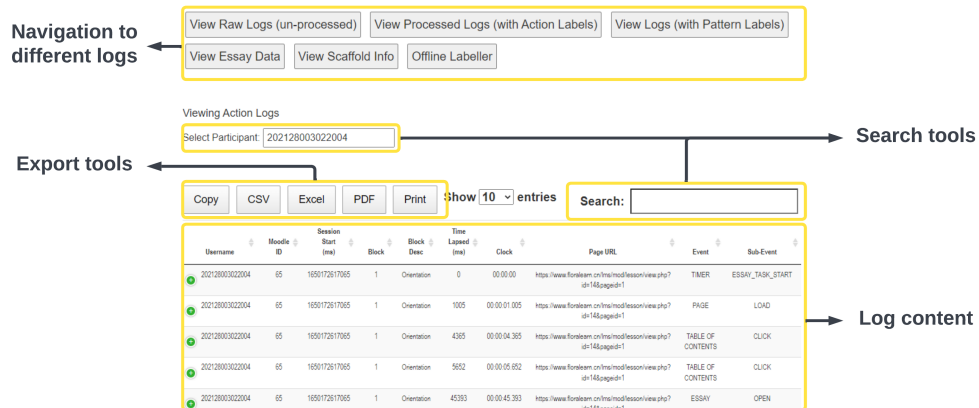 View Raw Logs (un-processed) View Processed Logs (with Action Labels) View Logs (with Pattern Labels)
Navigation to
different logs
View Essay Data View Scaffold Info Offline Labeller
Viewing Action Logs
Select Participant: 202128003022004
Search tools
Export tools
Copy CSV Excel PDF Print Show 10 entries Search:
Username Moodle ID Session Start (ms) Block Block Desc Time Lapsed (ms) Clock Page URL Event Sub-Event
202128003022004 65 1650172617065 1 Orientation 0 00:00:00 https://www.floralearn.cn/lms/mod/lesson/view.php? TIMER ESSAY_TASK_START
id=14&pageid=1
202128003022004 65 1650172617065 1 Orientation 1005 00:00:01.005 https://www.floralearn.cn/lms/mod/lesson/view.php? PAGE LOAD
id=14&pageid=1
Log content
202128003022004 65 1650172617065 1 Orientation 4365 00:00:04.365 https://www.floralearn.cn/lms/mod/lesson/view.php? TABLE OF CLICK
id=14&pageid=1 CONTENTS
202128003022004 65 1650172617065 1 Orientation 5652 00:00:05.652 https://www.floralearn.cn/lms/mod/lesson/view.php? TABLE OF CLICK
id=14&pageid=1 CONTENTS
202128003022004 65 1650172617065 1 Orientation 45393 00:00:45.393 https://www.floralearn.cn/lms/mod/lesson/view.php? ESSAY OPEN